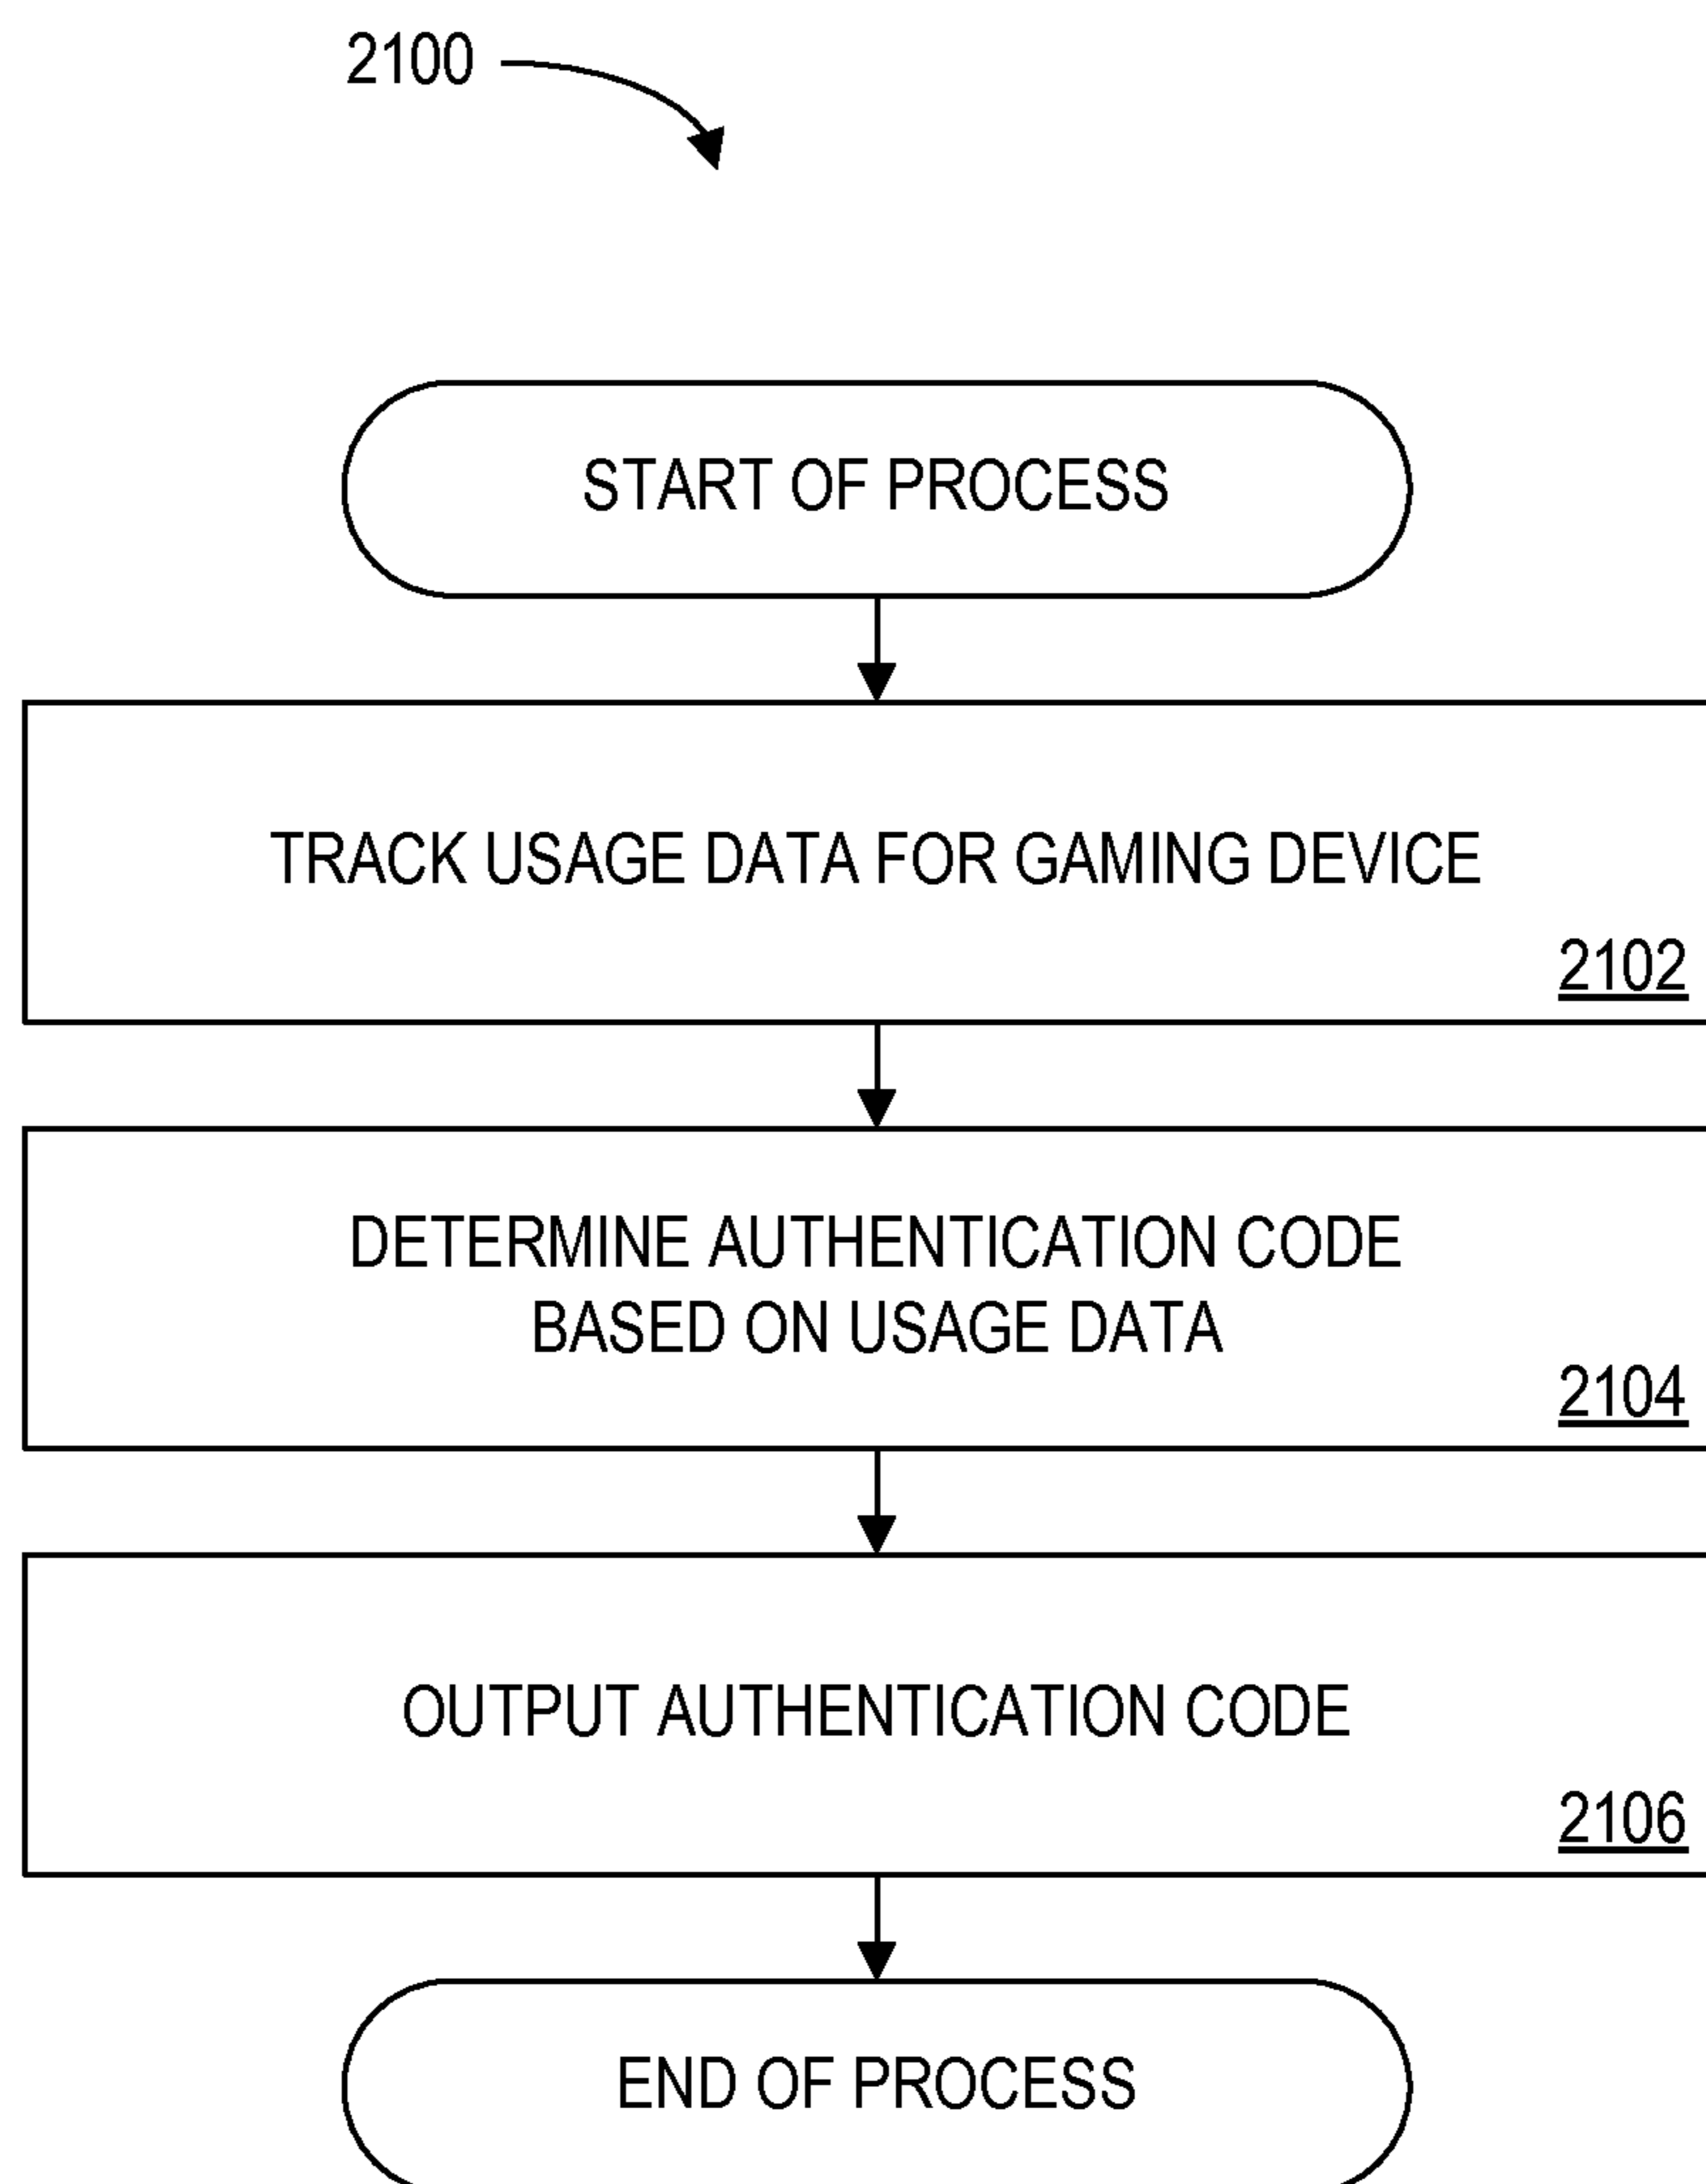 2100
START OF PROCESS
TRACK USAGE DATA FOR GAMING DEVICE
2102
DETERMINE AUTHENTICATION CODE
BASED ON USAGE DATA
2104
OUTPUT AUTHENTICATION CODE
2106
END OF PROCESS